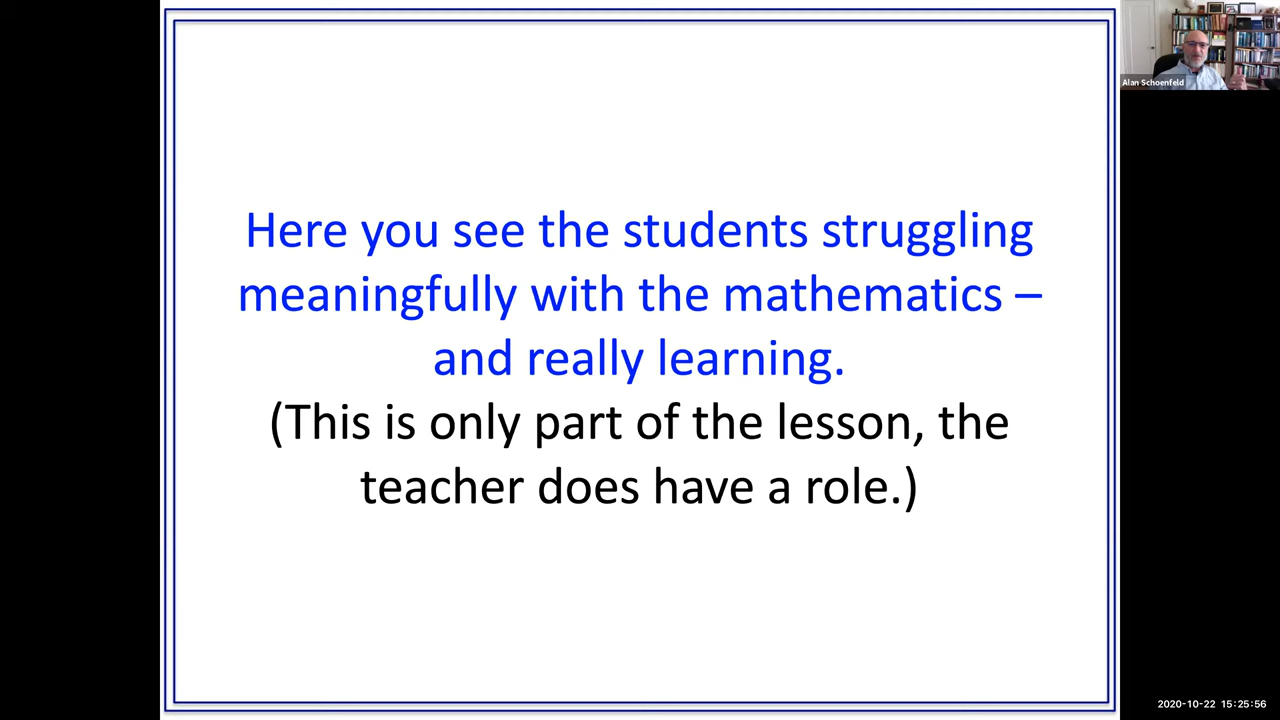 Here you see the students struggling
meaningfully with the mathematics –
and really learning.
(This is only part of the lesson, the
teacher does have a role.)
Alan Schoenfeld
2020-10-22 15:25:56